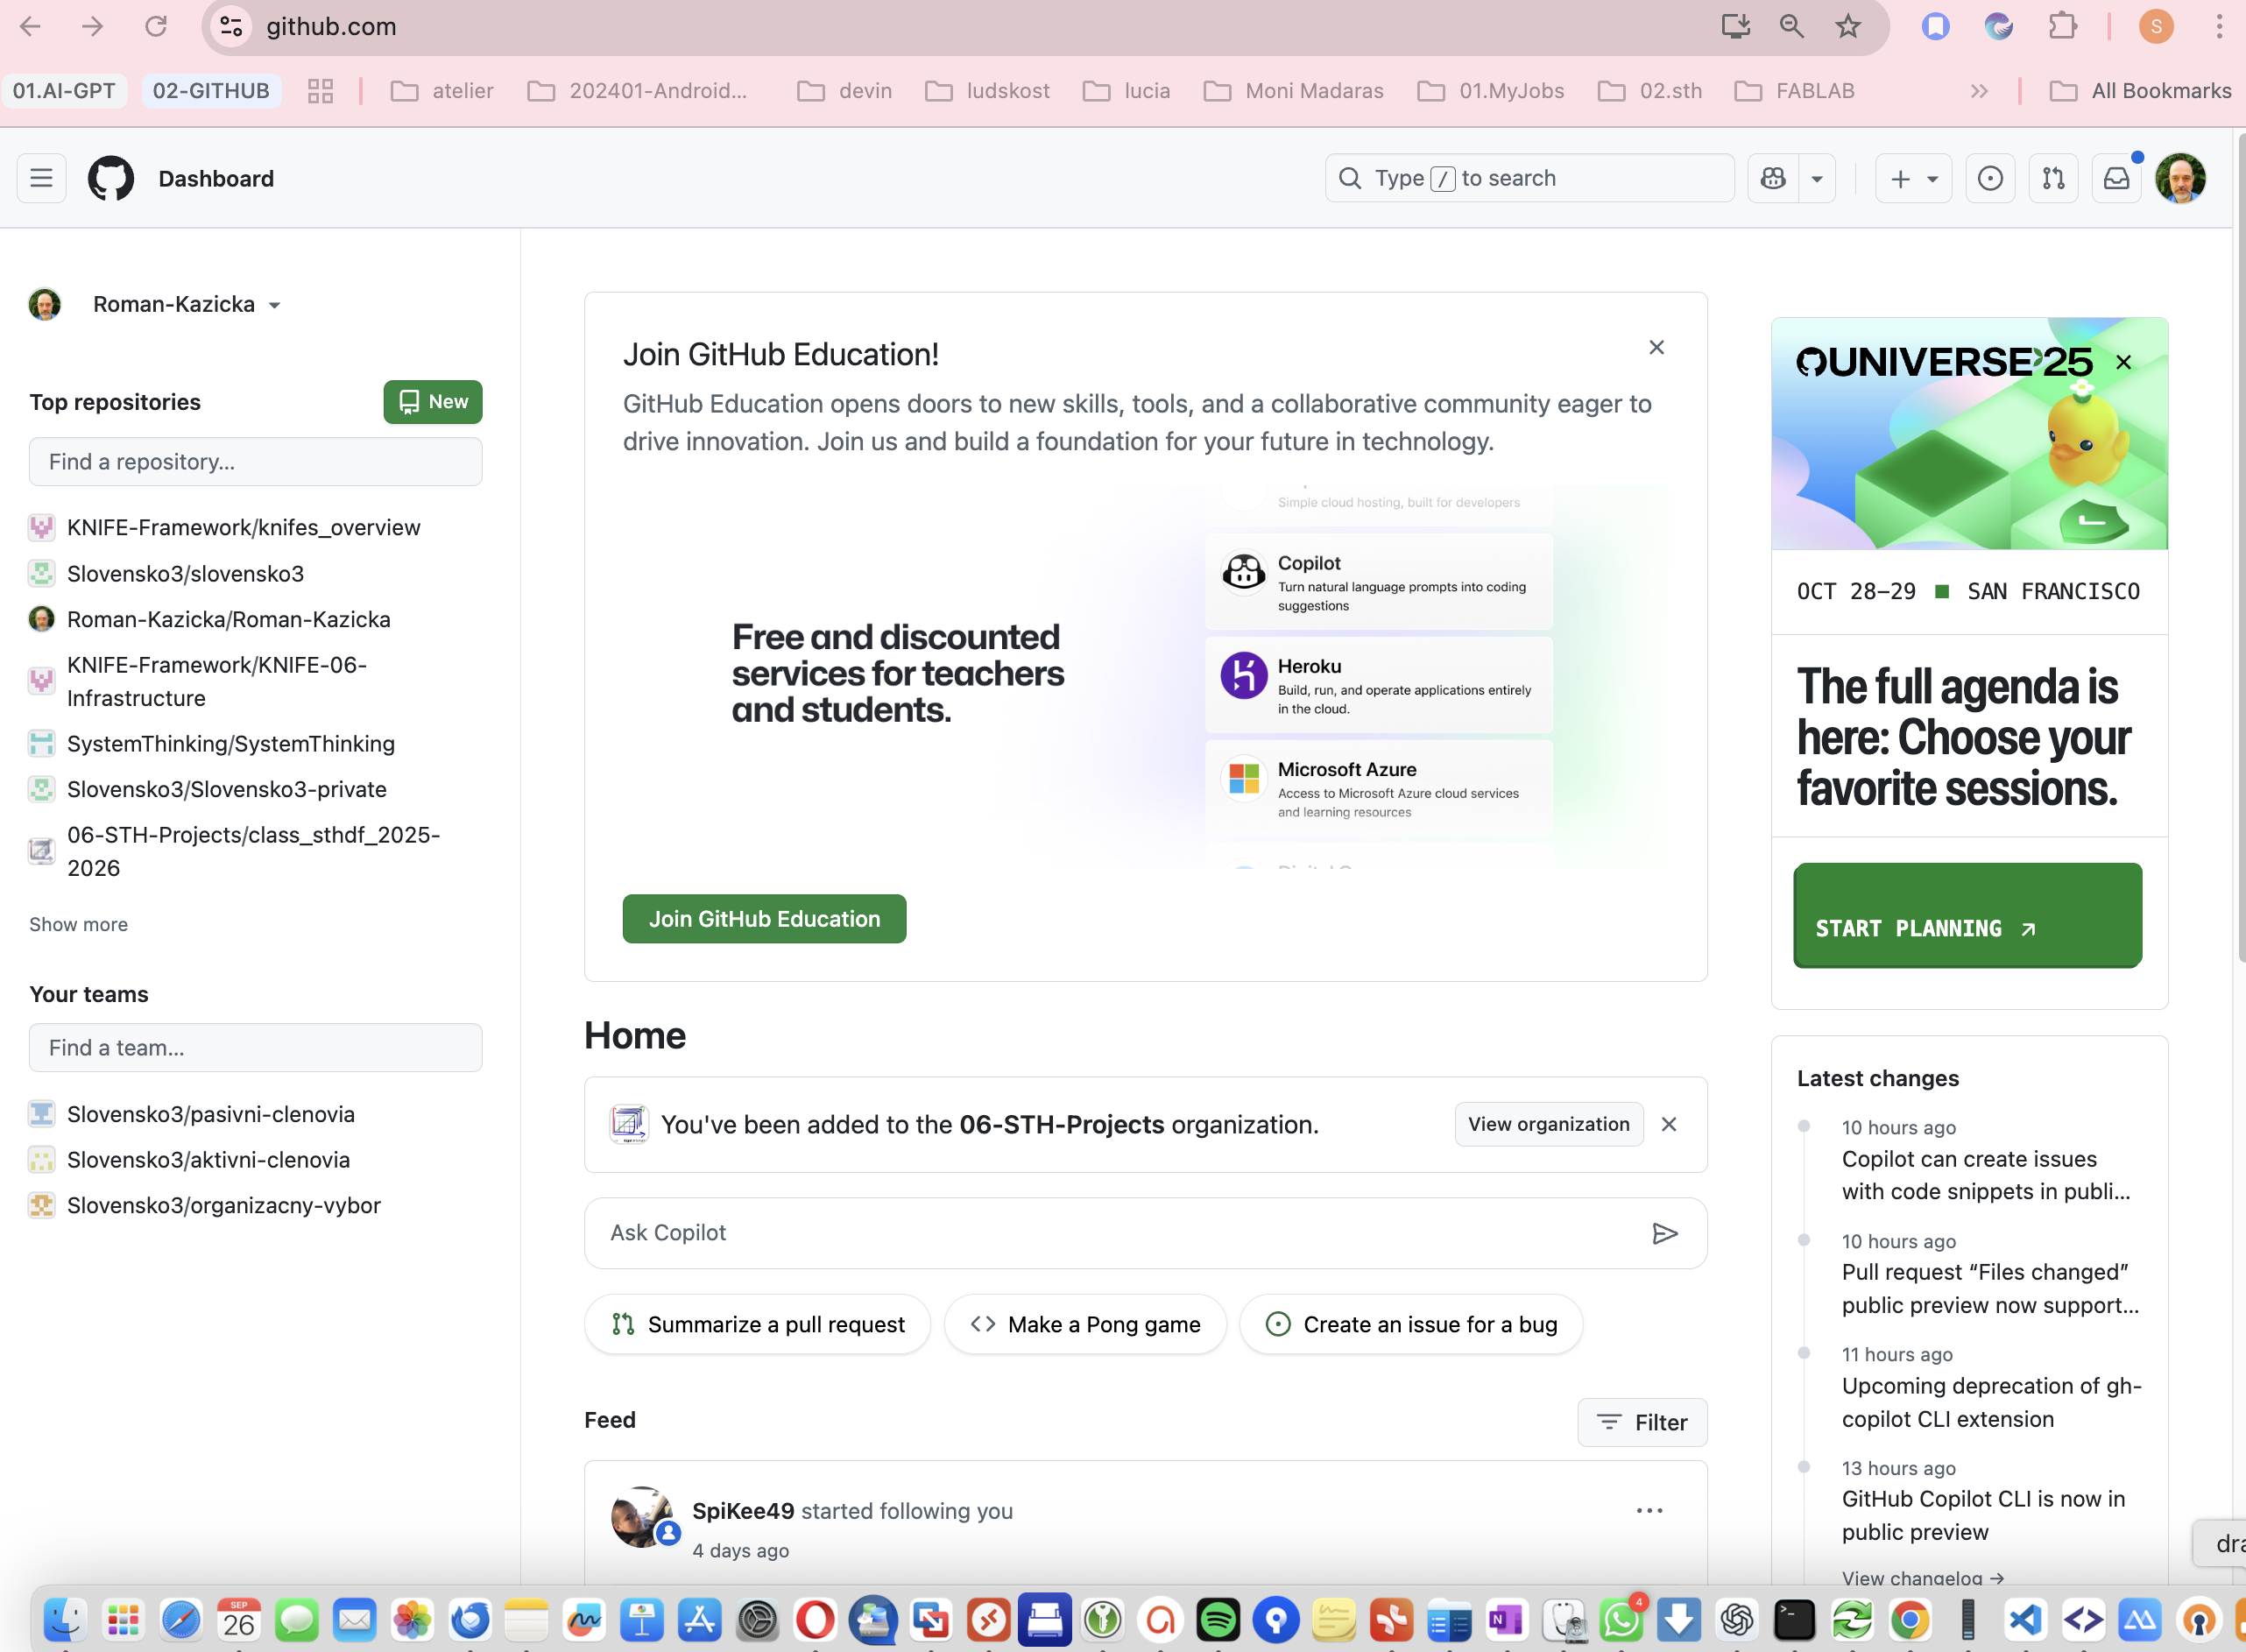 github.com
01.AI-GPT
02-GITHUB
atelier
202401-Android...
devin
ludskost
lucia
Moni Madaras
01.MyJobs
02.sth
FABLAB
All Bookmarks
S
Dashboard
Type / to search
Roman-Kazicka
Top repositories
New
Find a repository...
KNIFE-Framework/knifes_overview
Slovensko3/slovensko3
Roman-Kazicka/Roman-Kazicka
KNIFE-Framework/KNIFE-06-
Infrastructure
SystemThinking/SystemThinking
Slovensko3/Slovensko3-private
06-STH-Projects/class_sthdf_2025-
2026
Show more
Your teams
Find a team...
Slovensko3/pasivni-clenovia
Slovensko3/aktivni-clenovia
Slovensko3/organizacny-vybor
Join GitHub Education!
GitHub Education opens doors to new skills, tools, and a collaborative community eager to
drive innovation. Join us and build a foundation for your future in technology.
Free and discounted
services for teachers
and students.
Simple cloud hosting, built for developers
Copilot
Turn natural language prompts into coding
suggestions
Heroku
Build, run, and operate applications entirely
in the cloud.
Microsoft Azure
Access to Microsoft Azure cloud services
and learning resources
Join GitHub Education
Home
You've been added to the 06-STH-Projects organization.
View organization
Ask Copilot
Summarize a pull request
Make a Pong game
Create an issue for a bug
Feed
Filter
SpiKee49 started following you
4 days ago
UNIVERSE'25
OCT 28–29 SAN FRANCISCO
The full agenda is
here: Choose your
favorite sessions.
START PLANNING
Latest changes
10 hours ago
Copilot can create issues
with code snippets in publi...
10 hours ago
Pull request “Files changed”
public preview now support...
11 hours ago
Upcoming deprecation of gh-
copilot CLI extension
13 hours ago
GitHub Copilot CLI is now in
public preview
View changelog →
dra
SEP
26
4